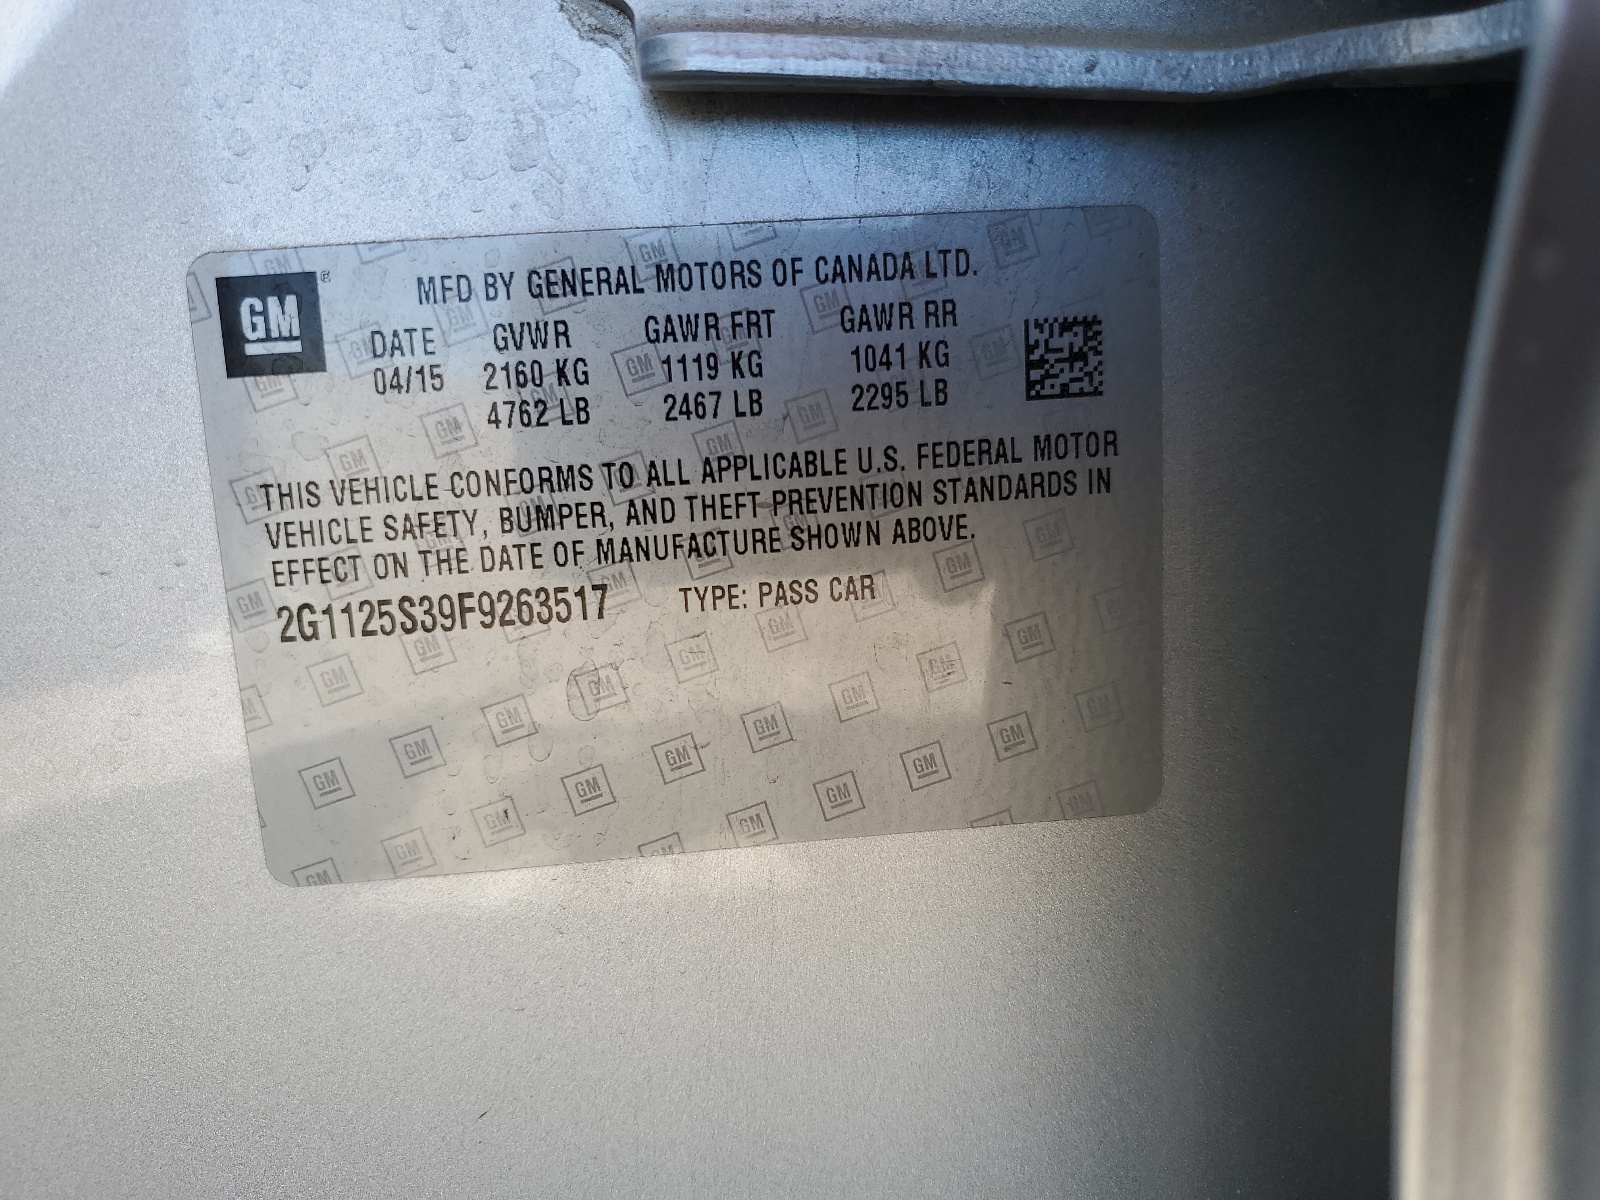 GM ®
MFD BY GENERAL MOTORS OF CANADA LTD.
DATE GVWR GAWR FRT GAWR RR
04/15 2160 KG 1119 KG 1041 KG
4762 LB 2467 LB 2295 LB
THIS VEHICLE CONFORMS TO ALL APPLICABLE U.S. FEDERAL MOTOR
VEHICLE SAFETY, BUMPER, AND THEFT PREVENTION STANDARDS IN
EFFECT ON THE DATE OF MANUFACTURE SHOWN ABOVE.
2G1125S39F9263517 TYPE: PASS CAR